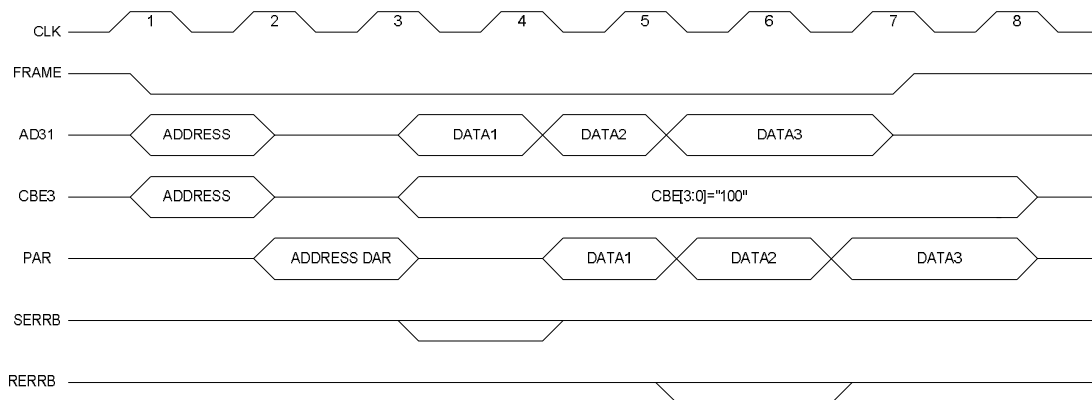 CLK 1 2 3 4 5 6 7 8
FRAME
AD31 ADDRESS DATA1 DATA2 DATA3
CBE3 ADDRESS CBE[3:0]="100"
PAR ADDRESS DAR DATA1 DATA2 DATA3
SERRB
RERRB